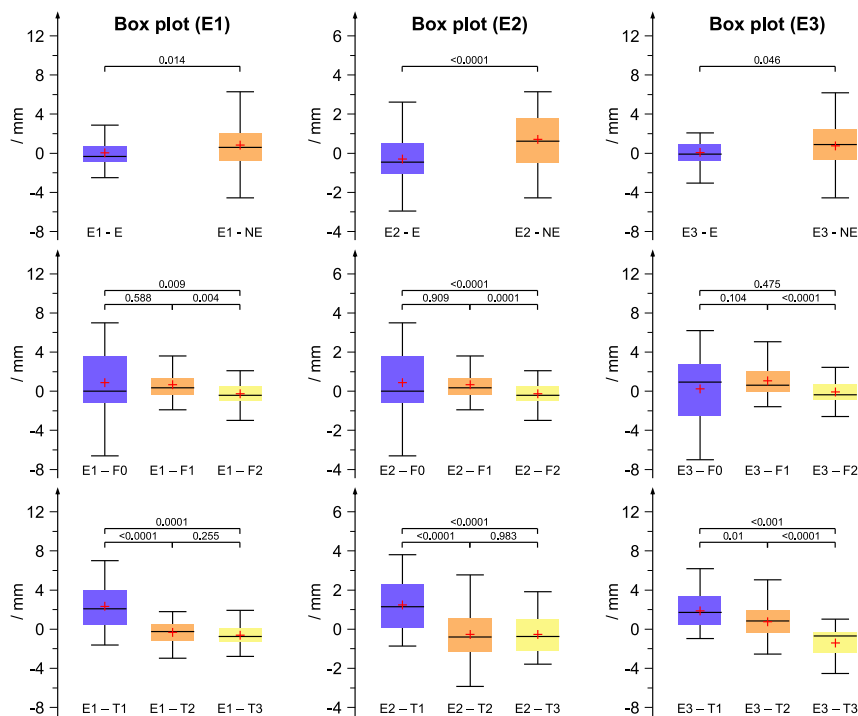 Box plot (E1)
12
8
4
0
-4
-8
/ mm
0.014
E1 - E
E1 - NE
Box plot (E2)
6
4
2
0
-2
-4
/ mm
<0.0001
E2 - E
E2 - NE
Box plot (E3)
12
8
4
0
-4
-8
/ mm
0.046
E3 - E
E3 - NE
12
8
4
0
-4
-8
/ mm
0.009
0.588
0.004
E1 – F0
E1 – F1
E1 – F2
6
4
2
0
-2
-4
/ mm
<0.0001
0.909
0.0001
E2 – F0
E2 – F1
E2 – F2
12
8
4
0
-4
-8
/ mm
0.475
0.104
<0.0001
E3 – F0
E3 – F1
E3 – F2
12
8
4
0
-4
-8
/ mm
0.0001
<0.0001
0.255
E1 – T1
E1 – T2
E1 – T3
6
4
2
0
-2
-4
/ mm
<0.0001
<0.0001
0.983
E2 – T1
E2 – T2
E2 – T3
12
8
4
0
-4
-8
/ mm
<0.001
0.01
<0.0001
E3 – T1
E3 – T2
E3 – T3